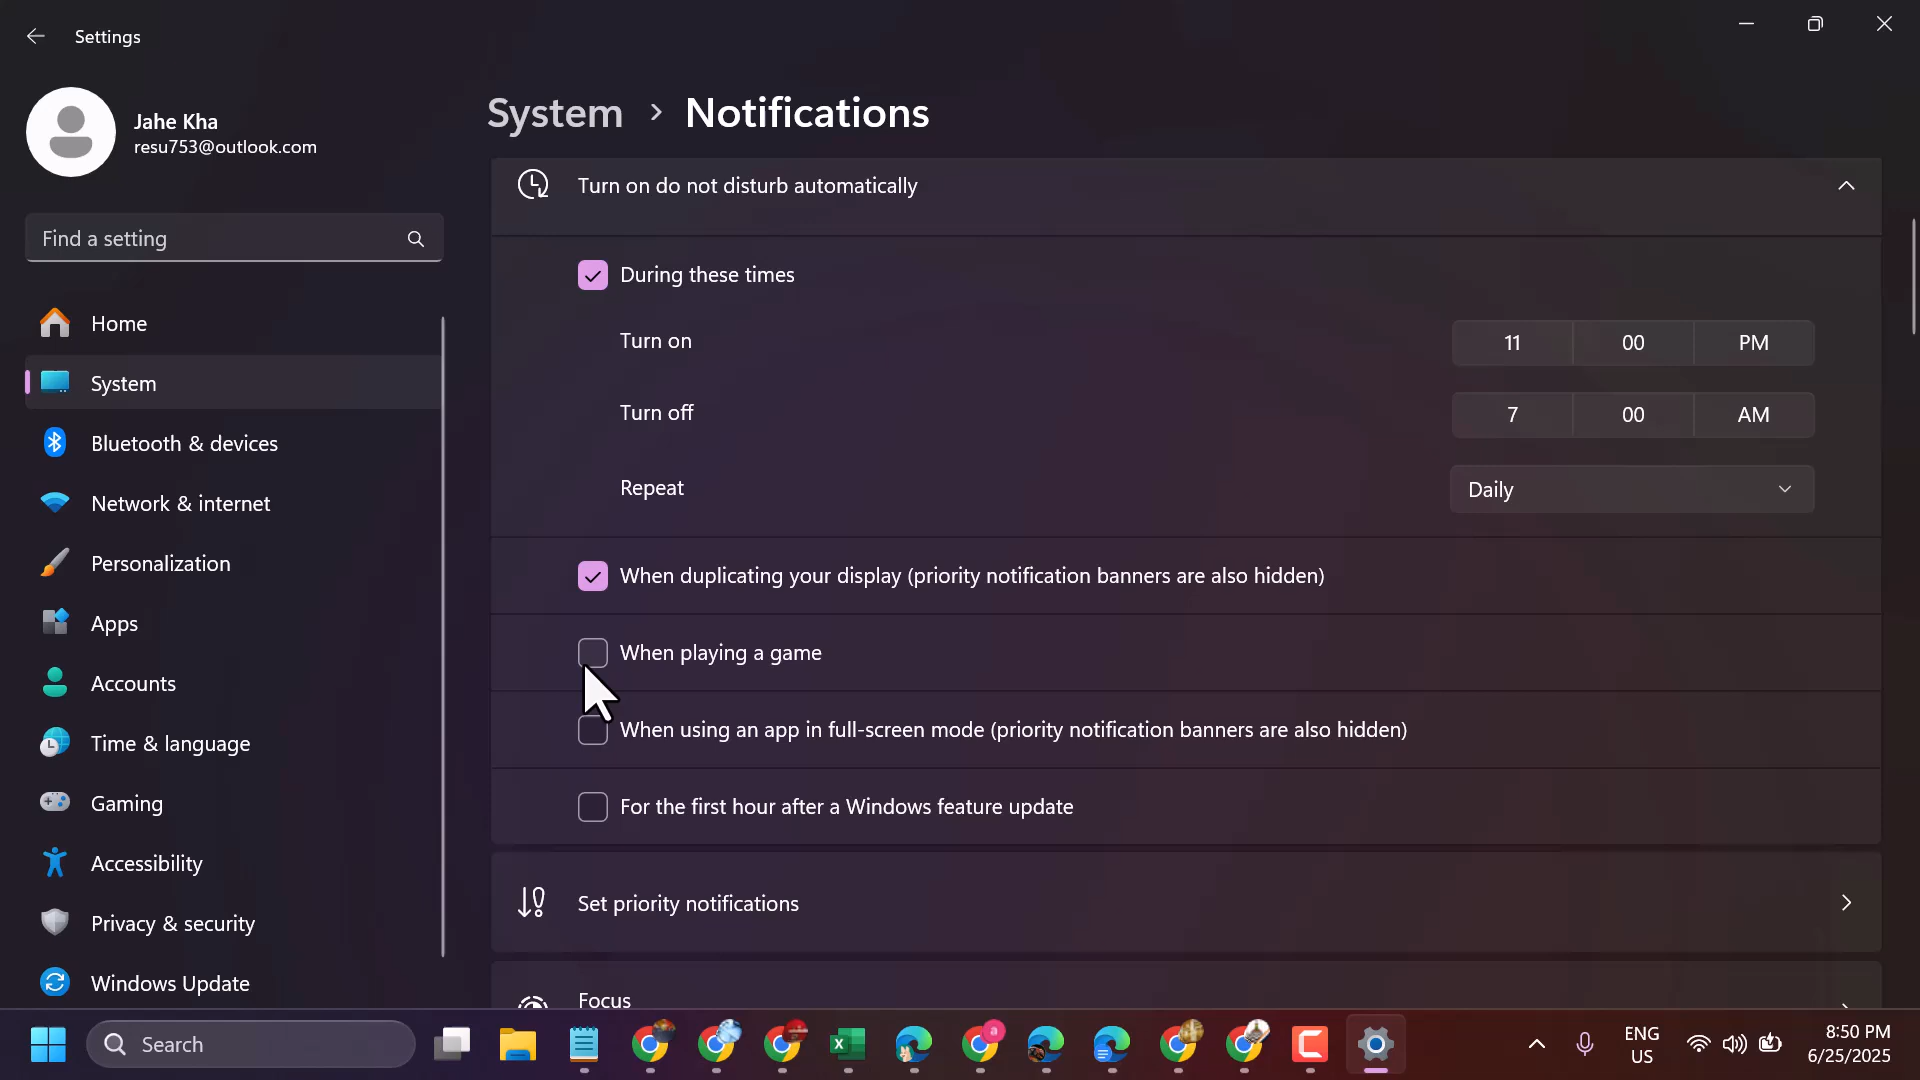 Settings
Jahe Kha
resu753@outlook.com
Find a setting
Home
System
Bluetooth & devices
Network & internet
Personalization
Apps
Accounts
Time & language
Gaming
Accessibility
Privacy & security
Windows Update
System > Notifications
Turn on do not disturb automatically
During these times
Turn on 11 00 PM
Turn off 7 00 AM
Repeat Daily
When duplicating your display (priority notification banners are also hidden)
When playing a game
When using an app in full-screen mode (priority notification banners are also hidden)
For the first hour after a Windows feature update
Set priority notifications
Focus
Search
ENG
US
8:50 PM
6/25/2025